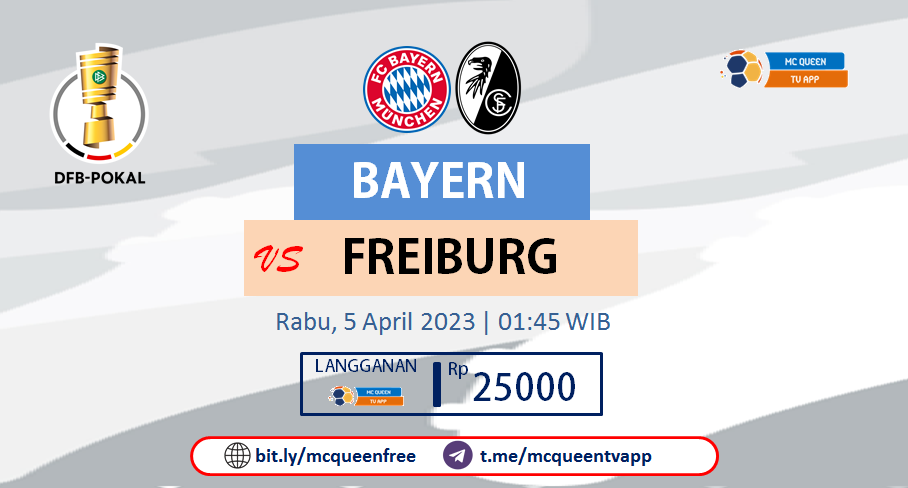 DFB-POKAL
FC BAYERN
MÜNCHEN
SC
MC QUEEN
TV APP
BAYERN
VS FREIBURG
Rabu, 5 April 2023 | 01:45 WIB
LANGGANAN
MC QUEEN
TV APP
Rp 25000
bit.ly/mcqueenfree
t.me/mcqueentvapp